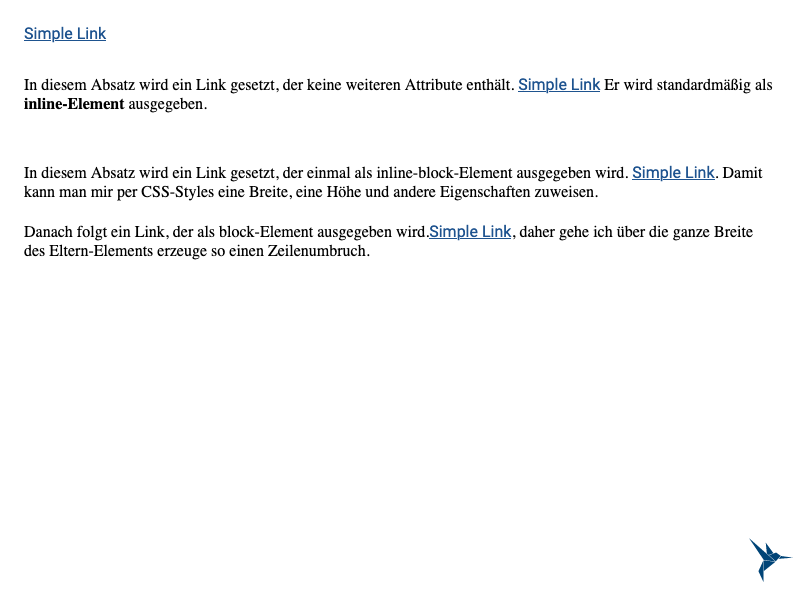 Simple Link
In diesem Absatz wird ein Link gesetzt, der keine weiteren Attribute enthält. Simple Link Er wird standardmäßig als
inline-Element ausgegeben.
In diesem Absatz wird ein Link gesetzt, der einmal als inline-block-Element ausgegeben wird. Simple Link. Damit
kann man mir per CSS-Styles eine Breite, eine Höhe und andere Eigenschaften zuweisen.
Danach folgt ein Link, der als block-Element ausgegeben wird.Simple Link, daher gehe ich über die ganze Breite
des Eltern-Elements erzeuge so einen Zeilenumbruch.